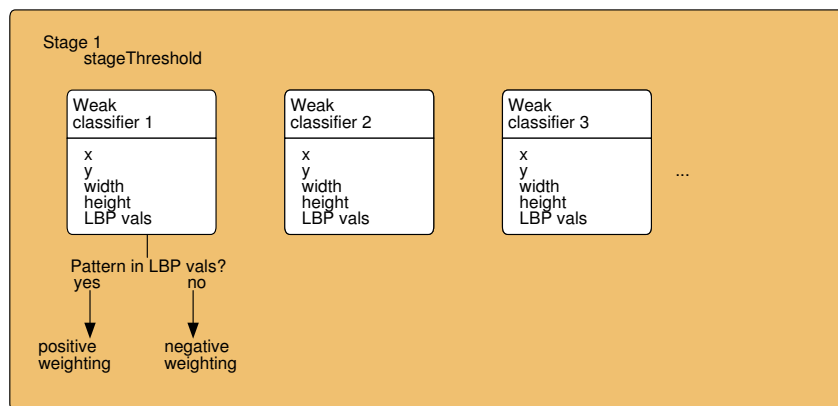 Stage 1
stageThreshold
Weak
classifier 1
x
y
width
height
LBP vals
Weak
classifier 2
x
y
width
height
LBP vals
Weak
classifier 3
x
y
width
height
LBP vals
...
Pattern in LBP vals?
yes
no
positive
weighting
negative
weighting